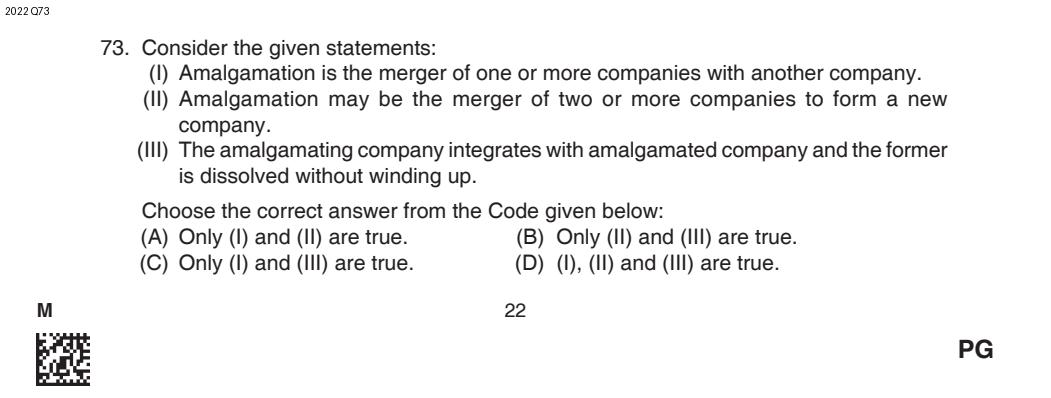 2022 Q73
73. Consider the given statements:
(I) Amalgamation is the merger of one or more companies with another company.
(II) Amalgamation may be the merger of two or more companies to form a new
company.
(III) The amalgamating company integrates with amalgamated company and the former
is dissolved without winding up.
Choose the correct answer from the Code given below:
(A) Only (I) and (II) are true. (B) Only (II) and (III) are true.
(C) Only (I) and (III) are true. (D) (I), (II) and (III) are true.
M 22
PG